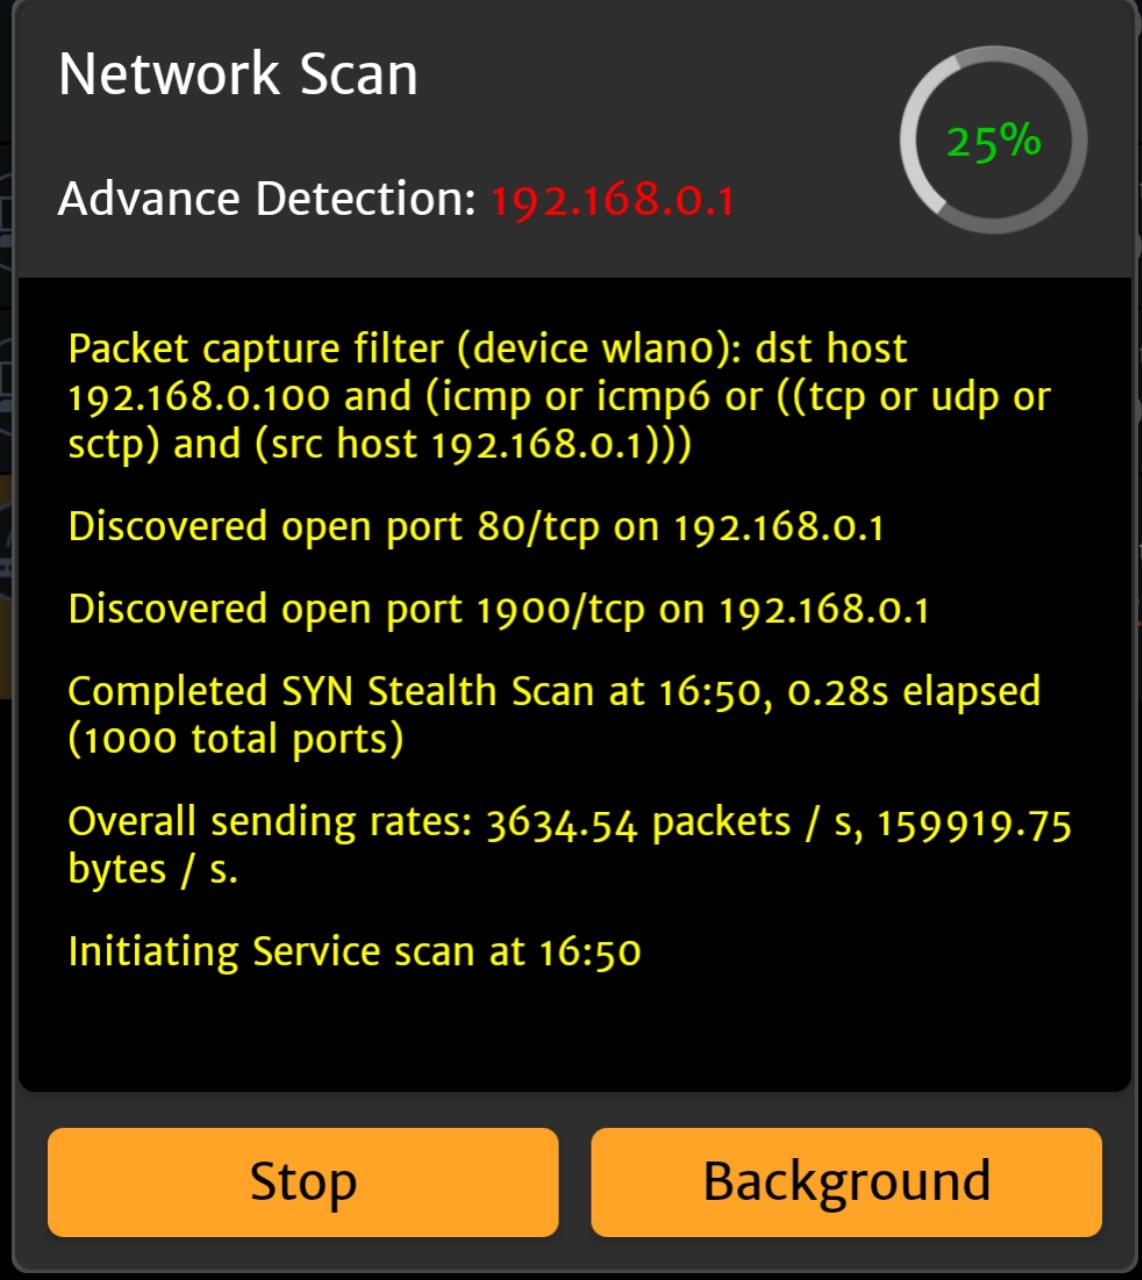 Network Scan
25%
Advance Detection: 192.168.0.1
Packet capture filter (device wlan0): dst host
192.168.0.100 and (icmp or icmp6 or ((tcp or udp or
sctp) and (src host 192.168.0.1)))
Discovered open port 80/tcp on 192.168.0.1
Discovered open port 1900/tcp on 192.168.0.1
Completed SYN Stealth Scan at 16:50, 0.28s elapsed
(1000 total ports)
Overall sending rates: 3634.54 packets / s, 159919.75
bytes / s.
Initiating Service scan at 16:50
Stop
Background